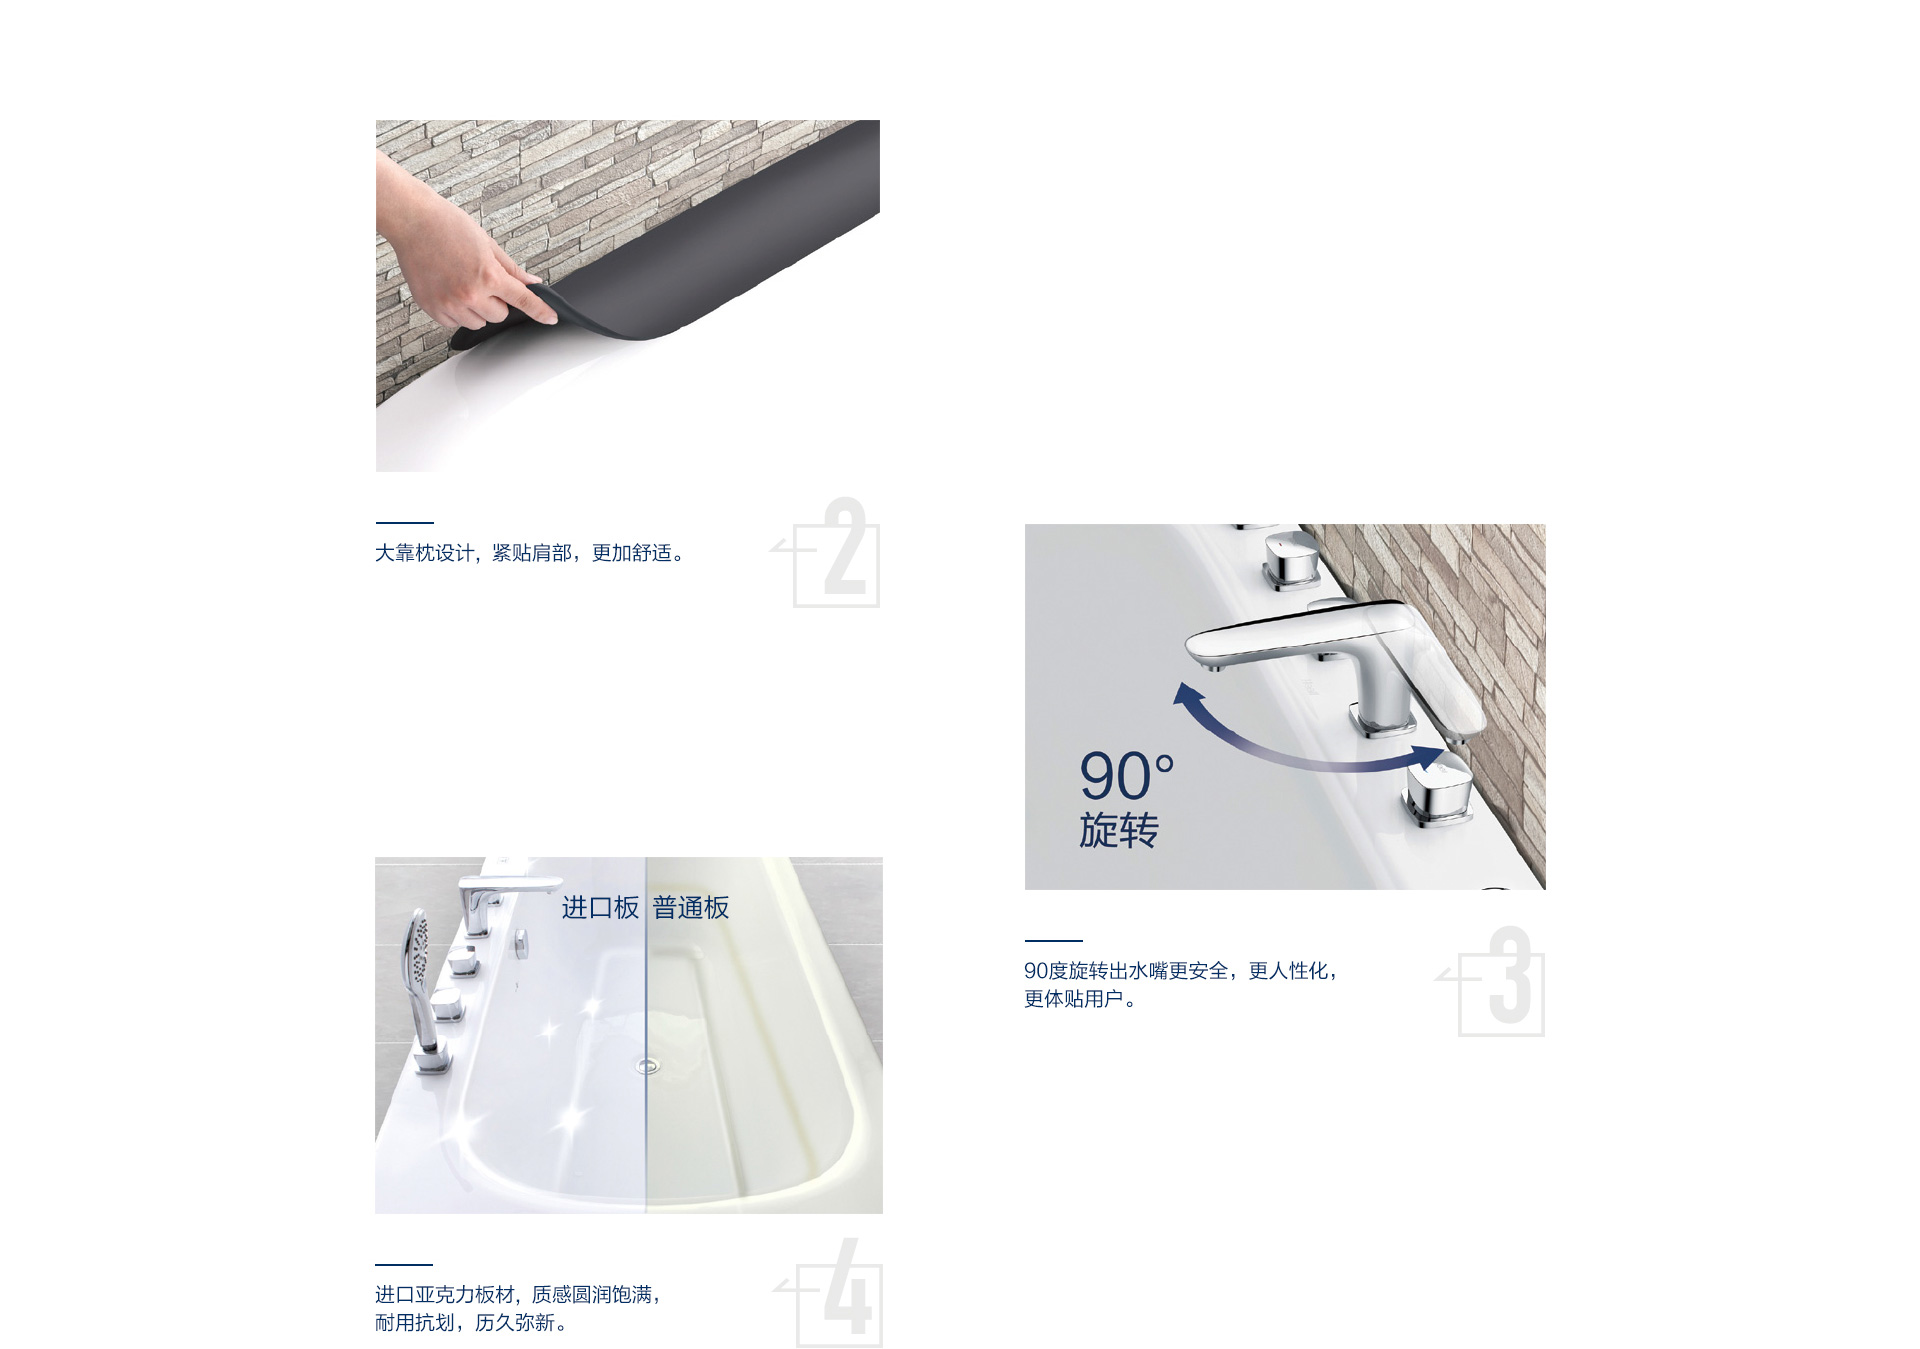 大靠枕设计, 紧贴肩部，更加舒适。
2
90°
旋转
90度旋转出水嘴更安全，更人性化，
更体贴用户。
3
进口板 普通板
进口亚克力板材, 质感圆润饱满，
耐用抗划，历久弥新。
4